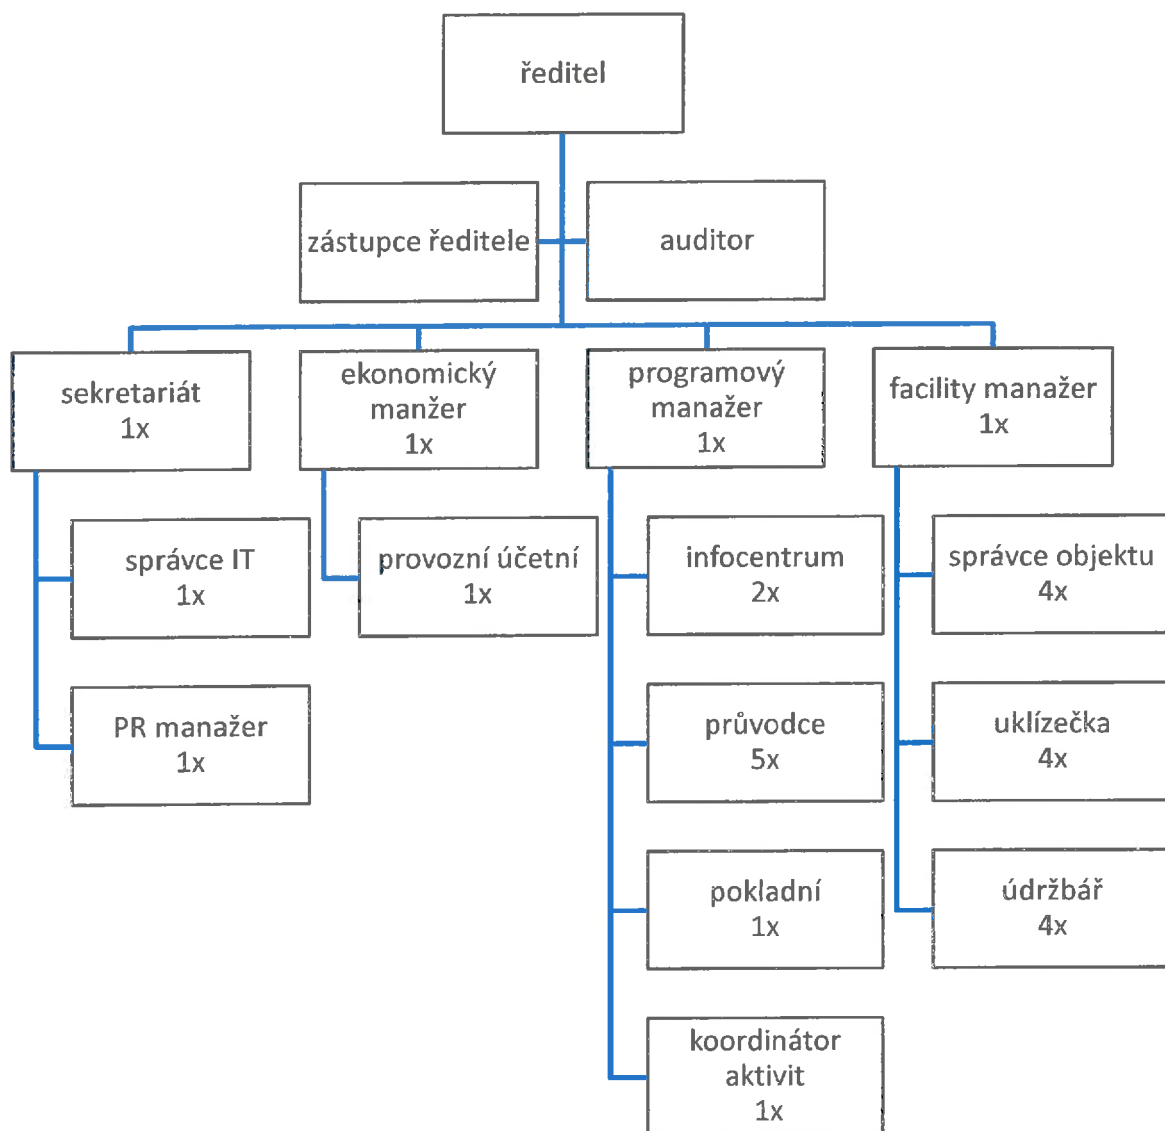 ředitel
zástupce ředitele
auditor
sekretariát
1x
ekonomický
manžer
1x
programový
manažer
1x
facility manažer
1x
správce IT
1x
PR manažer
1x
provozní účetní
1x
infocentrum
2x
průvodce
5x
pokladní
1x
koordinátor
aktivit
1x
správce objektu
4x
uklízečka
4x
údržbář
4x